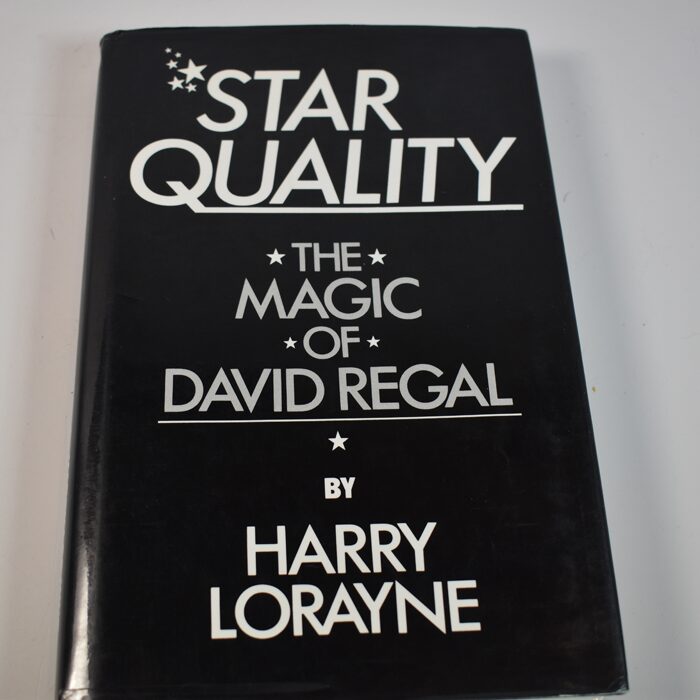 STAR
QUALITY
THE
MAGIC
OF
DAVID REGAL
BY
HARRY
LORAYNE